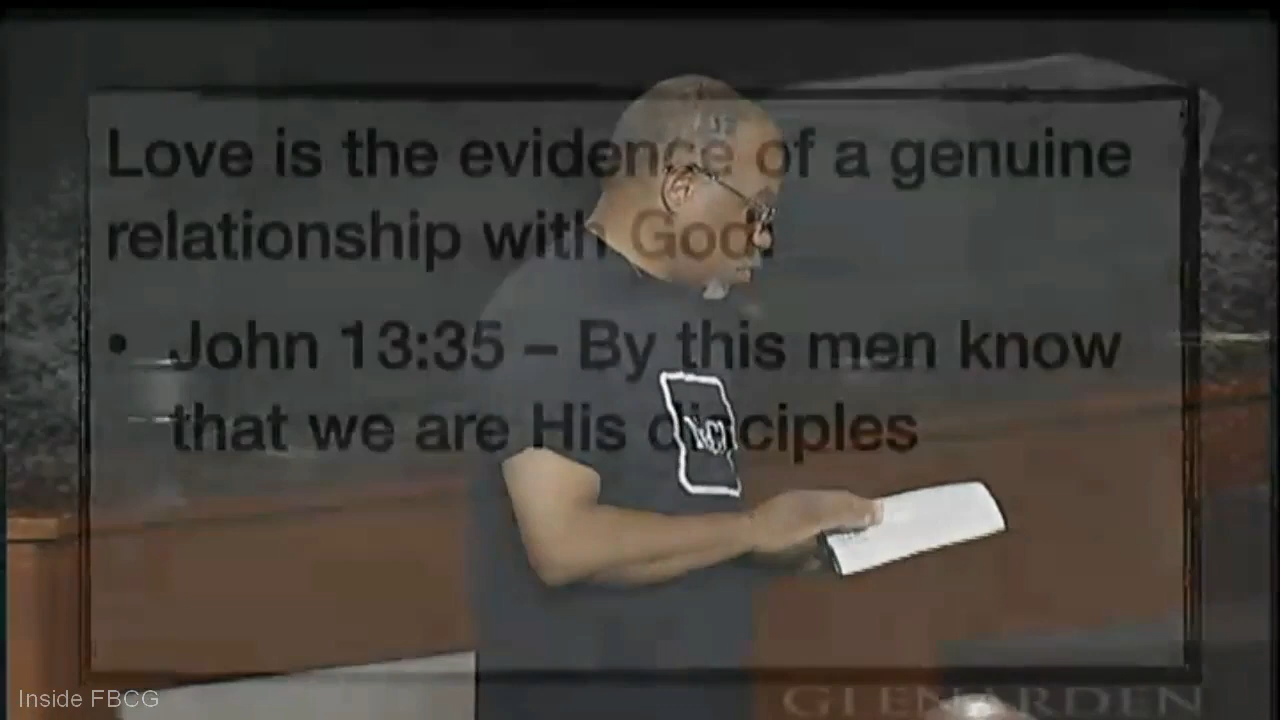 Love is the evidence of a genuine
relationship with God.
• John 13:35 – By this men know
that we are His disciples
Inside FBCG
GLENARDEN